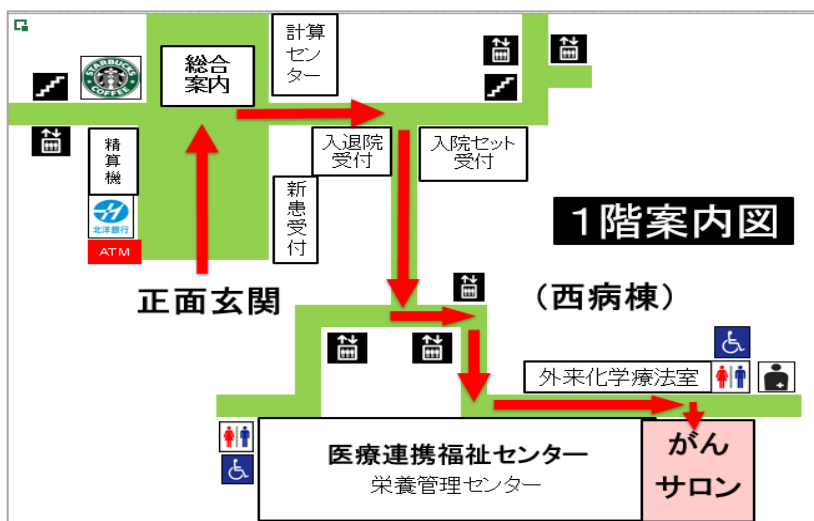 計算
セン
ター
総合
案内
STARBUCKS
COFFEE
精
算
機
北洋銀行
ATM
入退院
受付
入院セット
受付
新
患
受
付
1階案内図
正面玄関
(西病棟)
外来化学療法室
医療連携福祉センター
栄養管理センター
がん
サロン